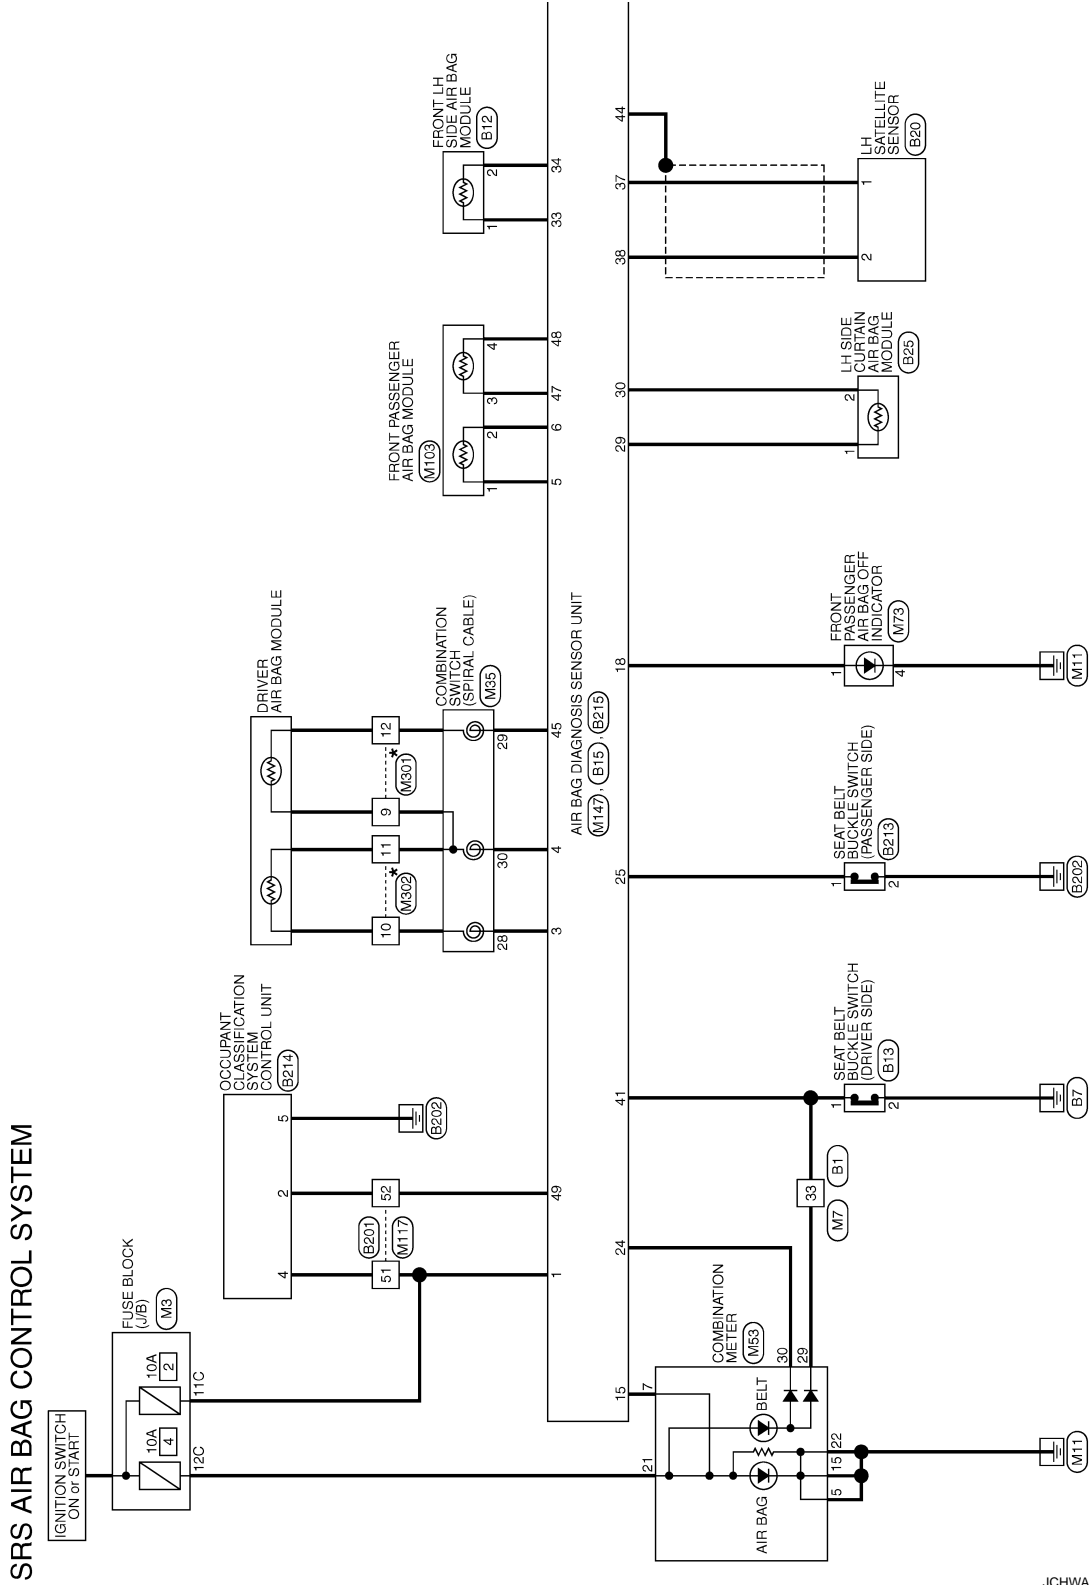 SRS AIR BAG CONTROL SYSTEM
IGNITION SWITCH
ON or START
FUSE BLOCK
(J/B)
M3
10A
2
10A
4
11C
12C
OCCUPANT
CLASSIFICATION
SYSTEM
CONTROL UNIT
B214
4
2
5
B201
M117
51
52
B202
DRIVER
AIR BAG MODULE
10
11
9
12
*
M302
*
M301
COMBINATION
SWITCH
(SPIRAL CABLE)
M35
28
30
29
FRONT PASSENGER
AIR BAG MODULE
M103
1
2
3
4
FRONT LH
SIDE AIR BAG
MODULE
B12
1
2
1
49
3
4
45
5
6
47
48
33
34
AIR BAG DIAGNOSIS SENSOR UNIT
M147 , B15 , B215
15
24
41
25
18
29
30
38
37
44
COMBINATION
METER
M53
21
7
30
29
BELT
AIR BAG
5
15
22
M11
33
M7
B1
SEAT BELT
BUCKLE SWITCH
(DRIVER SIDE)
B13
1
2
B7
SEAT BELT
BUCKLE SWITCH
(PASSENGER SIDE)
B213
1
2
B202
FRONT
PASSENGER
AIR BAG OFF
INDICATOR
M73
1
4
M11
LH SIDE
CURTAIN
AIR BAG
MODULE
B25
1
2
LH
SATELLITE
SENSOR
B20
2
1
JCHWA